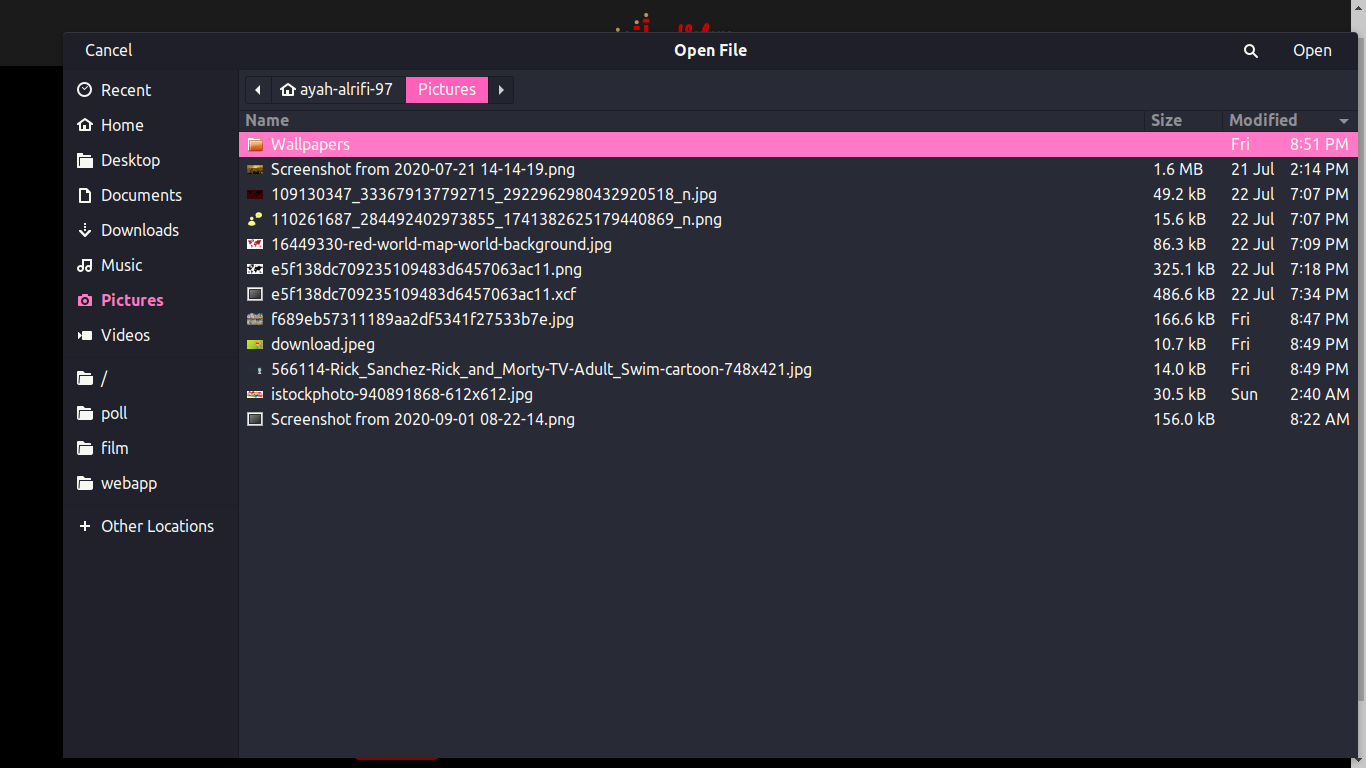 Cancel Open File Open
Recent
Home
Desktop
Documents
Downloads
Music
Pictures
Videos
/
poll
film
webapp
Other Locations
ayah-alrifi-97 Pictures
Name Size Modified
Wallpapers Fri 8:51 PM
Screenshot from 2020-07-21 14-14-19.png 1.6 MB 21 Jul 2:14 PM
109130347_333679137792715_2922962980432920518_n.jpg 49.2 kB 22 Jul 7:07 PM
110261687_284492402973855_1741382625179440869_n.png 15.6 kB 22 Jul 7:07 PM
16449330-red-world-map-world-background.jpg 86.3 kB 22 Jul 7:09 PM
e5f138dc709235109483d6457063ac11.png 325.1 kB 22 Jul 7:18 PM
e5f138dc709235109483d6457063ac11.xcf 486.6 kB 22 Jul 7:34 PM
f689eb57311189aa2df5341f27533b7e.jpg 166.6 kB Fri 8:47 PM
download.jpeg 10.7 kB Fri 8:49 PM
566114-Rick_Sanchez-Rick_and_Morty-TV-Adult_Swim-cartoon-748x421.jpg 14.0 kB Fri 8:49 PM
istockphoto-940891868-612x612.jpg 30.5 kB Sun 2:40 AM
Screenshot from 2020-09-01 08-22-14.png 156.0 kB 8:22 AM